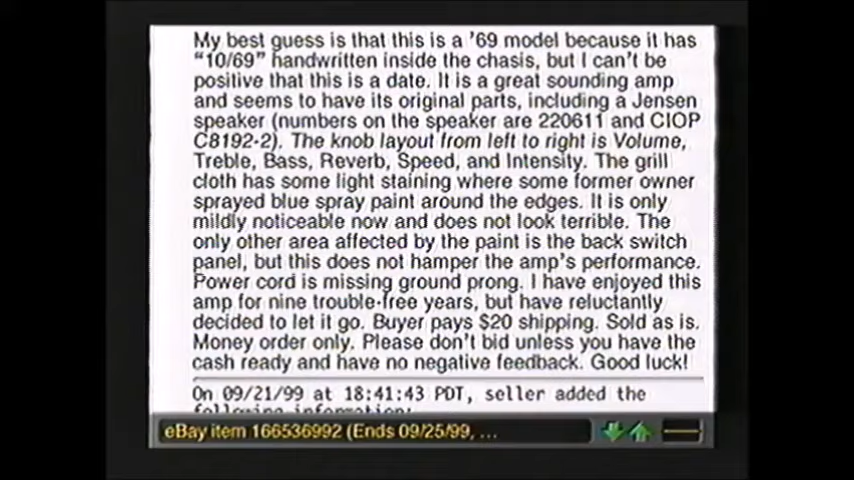 My best guess is that this is a '69 model because it has
"10/69" handwritten inside the chasis, but I can't be
positive that this is a date. It is a great sounding amp
and seems to have its original parts, including a Jensen
speaker (numbers on the speaker are 220611 and CIOP
C8192-2). The knob layout from left to right is Volume,
Treble, Bass, Reverb, Speed, and Intensity. The grill
cloth has some light staining where some former owner
sprayed blue spray paint around the edges. It is only
mildly noticeable now and does not look terrible. The
only other area affected by the paint is the back switch
panel, but this does not hamper the amp's performance.
Power cord is missing ground prong. I have enjoyed this
amp for nine trouble-free years, but have reluctantly
decided to let it go. Buyer pays $20 shipping. Sold as is.
Money order only. Please don't bid unless you have the
cash ready and have no negative feedback. Good luck!
On 09/21/99 at 18:41:43 PDT, seller added the
following information:
eBay item 166536992 (Ends 09/25/99, ...